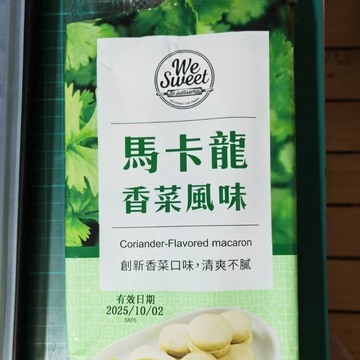 We
Sweet
馬卡龍
香菜風味
Coriander-Flavored macaron
創新香菜口味,清爽不膩
有效日期
2025/10/02